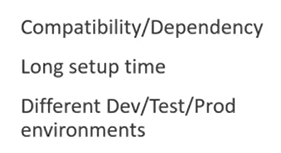 Compatibility/Dependency
Long setup time
Different Dev/Test/Prod
environments